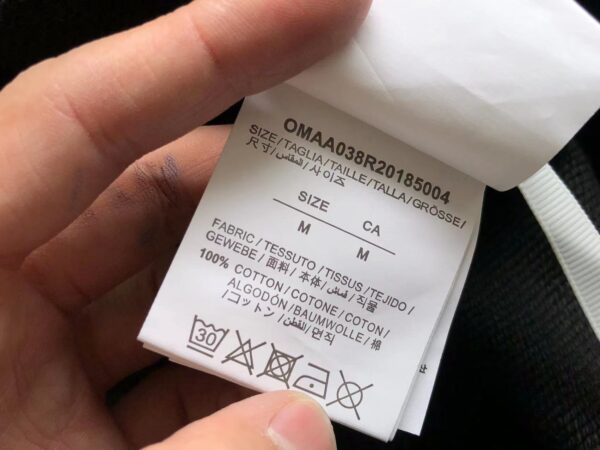 OMAA038R20185004
SIZE / TAGLIA / TAILLE / TALLA / GRÖSSE /
尺寸 / المقاس / 사이즈
SIZE CA
M M
FABRIC / TESSUTO / TISSUS / TEJIDO /
GEWEBE / 面料 / 本体 / قماش / 직물
100% COTTON / COTONE / COTON /
ALGODÓN / BAUMWOLLE / 棉
/ コットン / القطن / 면직
30